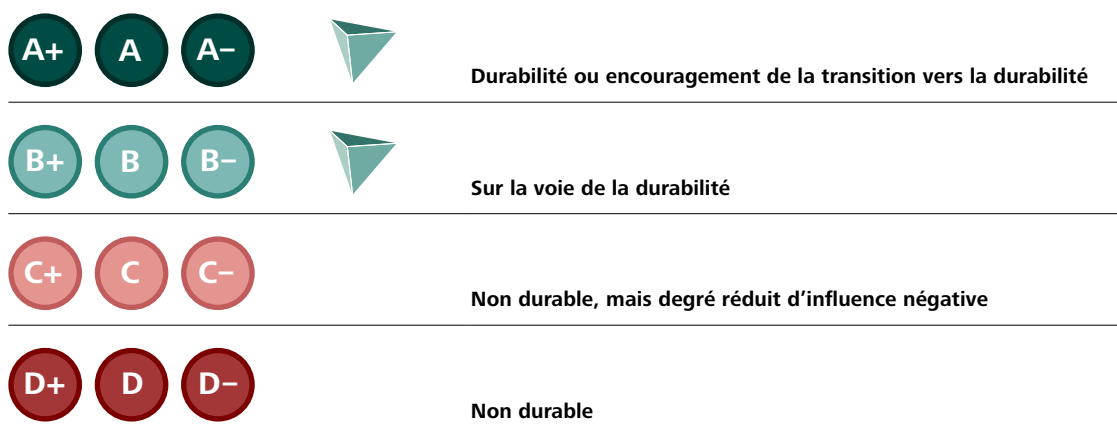 A+ A A−
Durabilité ou encouragement de la transition vers la durabilité
B+ B B−
Sur la voie de la durabilité
C+ C C−
Non durable, mais degré réduit d’influence négative
D+ D D−
Non durable